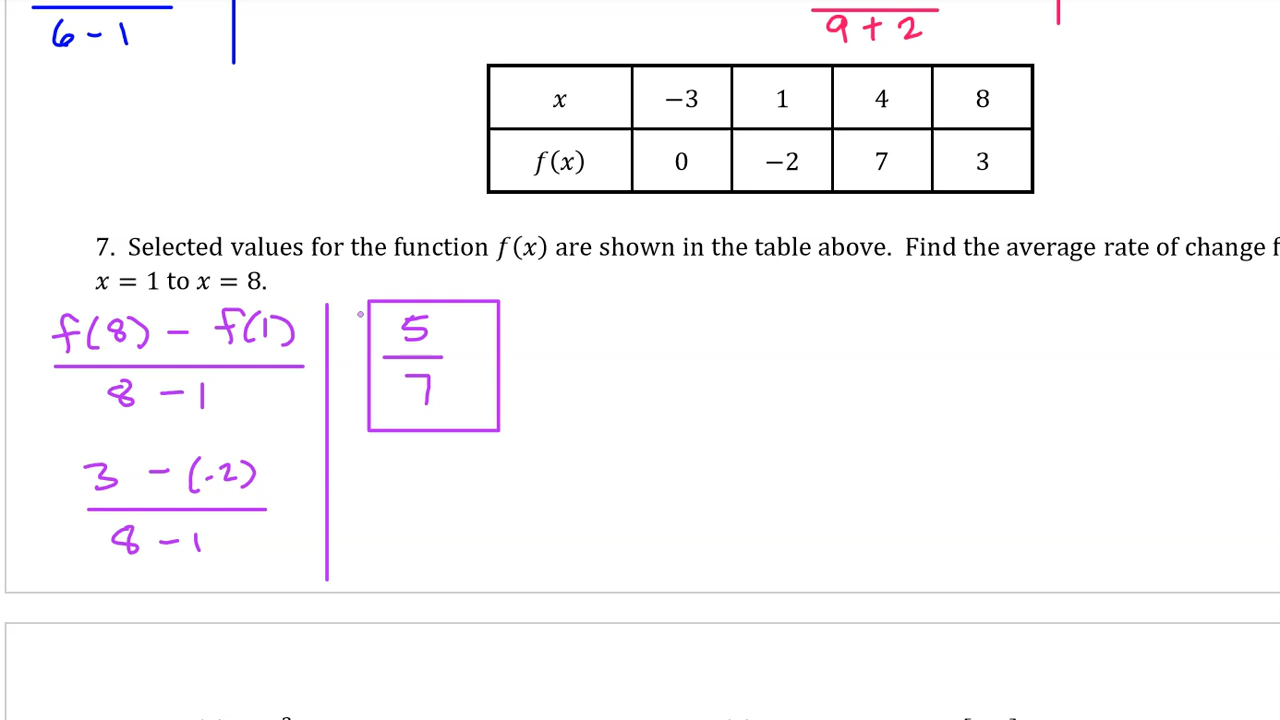 6 - 1
9 + 2
x −3 1 4 8
f(x) 0 −2 7 3
7. Selected values for the function f(x) are shown in the table above. Find the average rate of change f
x = 1 to x = 8.
f(8) - f(1)
8 - 1
3 - (-2)
8 - 1
5
7